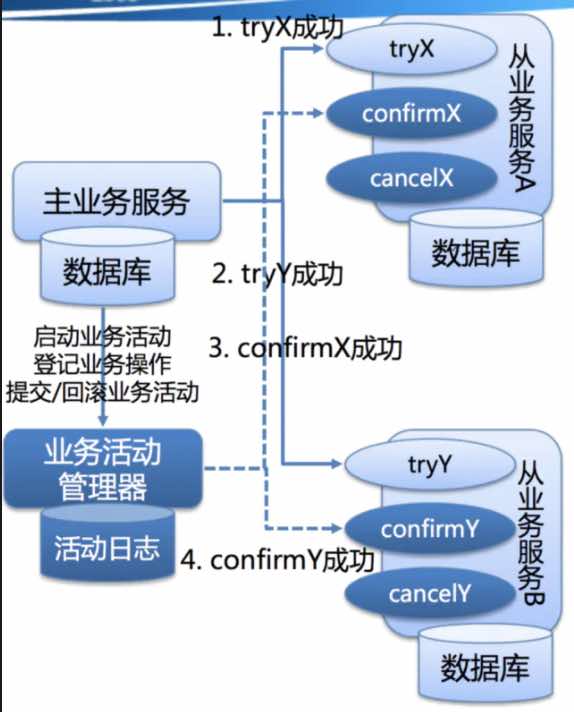 1. tryX成功
tryX
confirmX
cancelX
从业务服务A
数据库
主业务服务
数据库
2. tryY成功
启动业务活动
登记业务操作
提交/回滚业务活动
3. confirmX成功
业务活动
管理器
活动日志
4. confirmY成功
tryY
confirmY
cancelY
从业务服务B
数据库